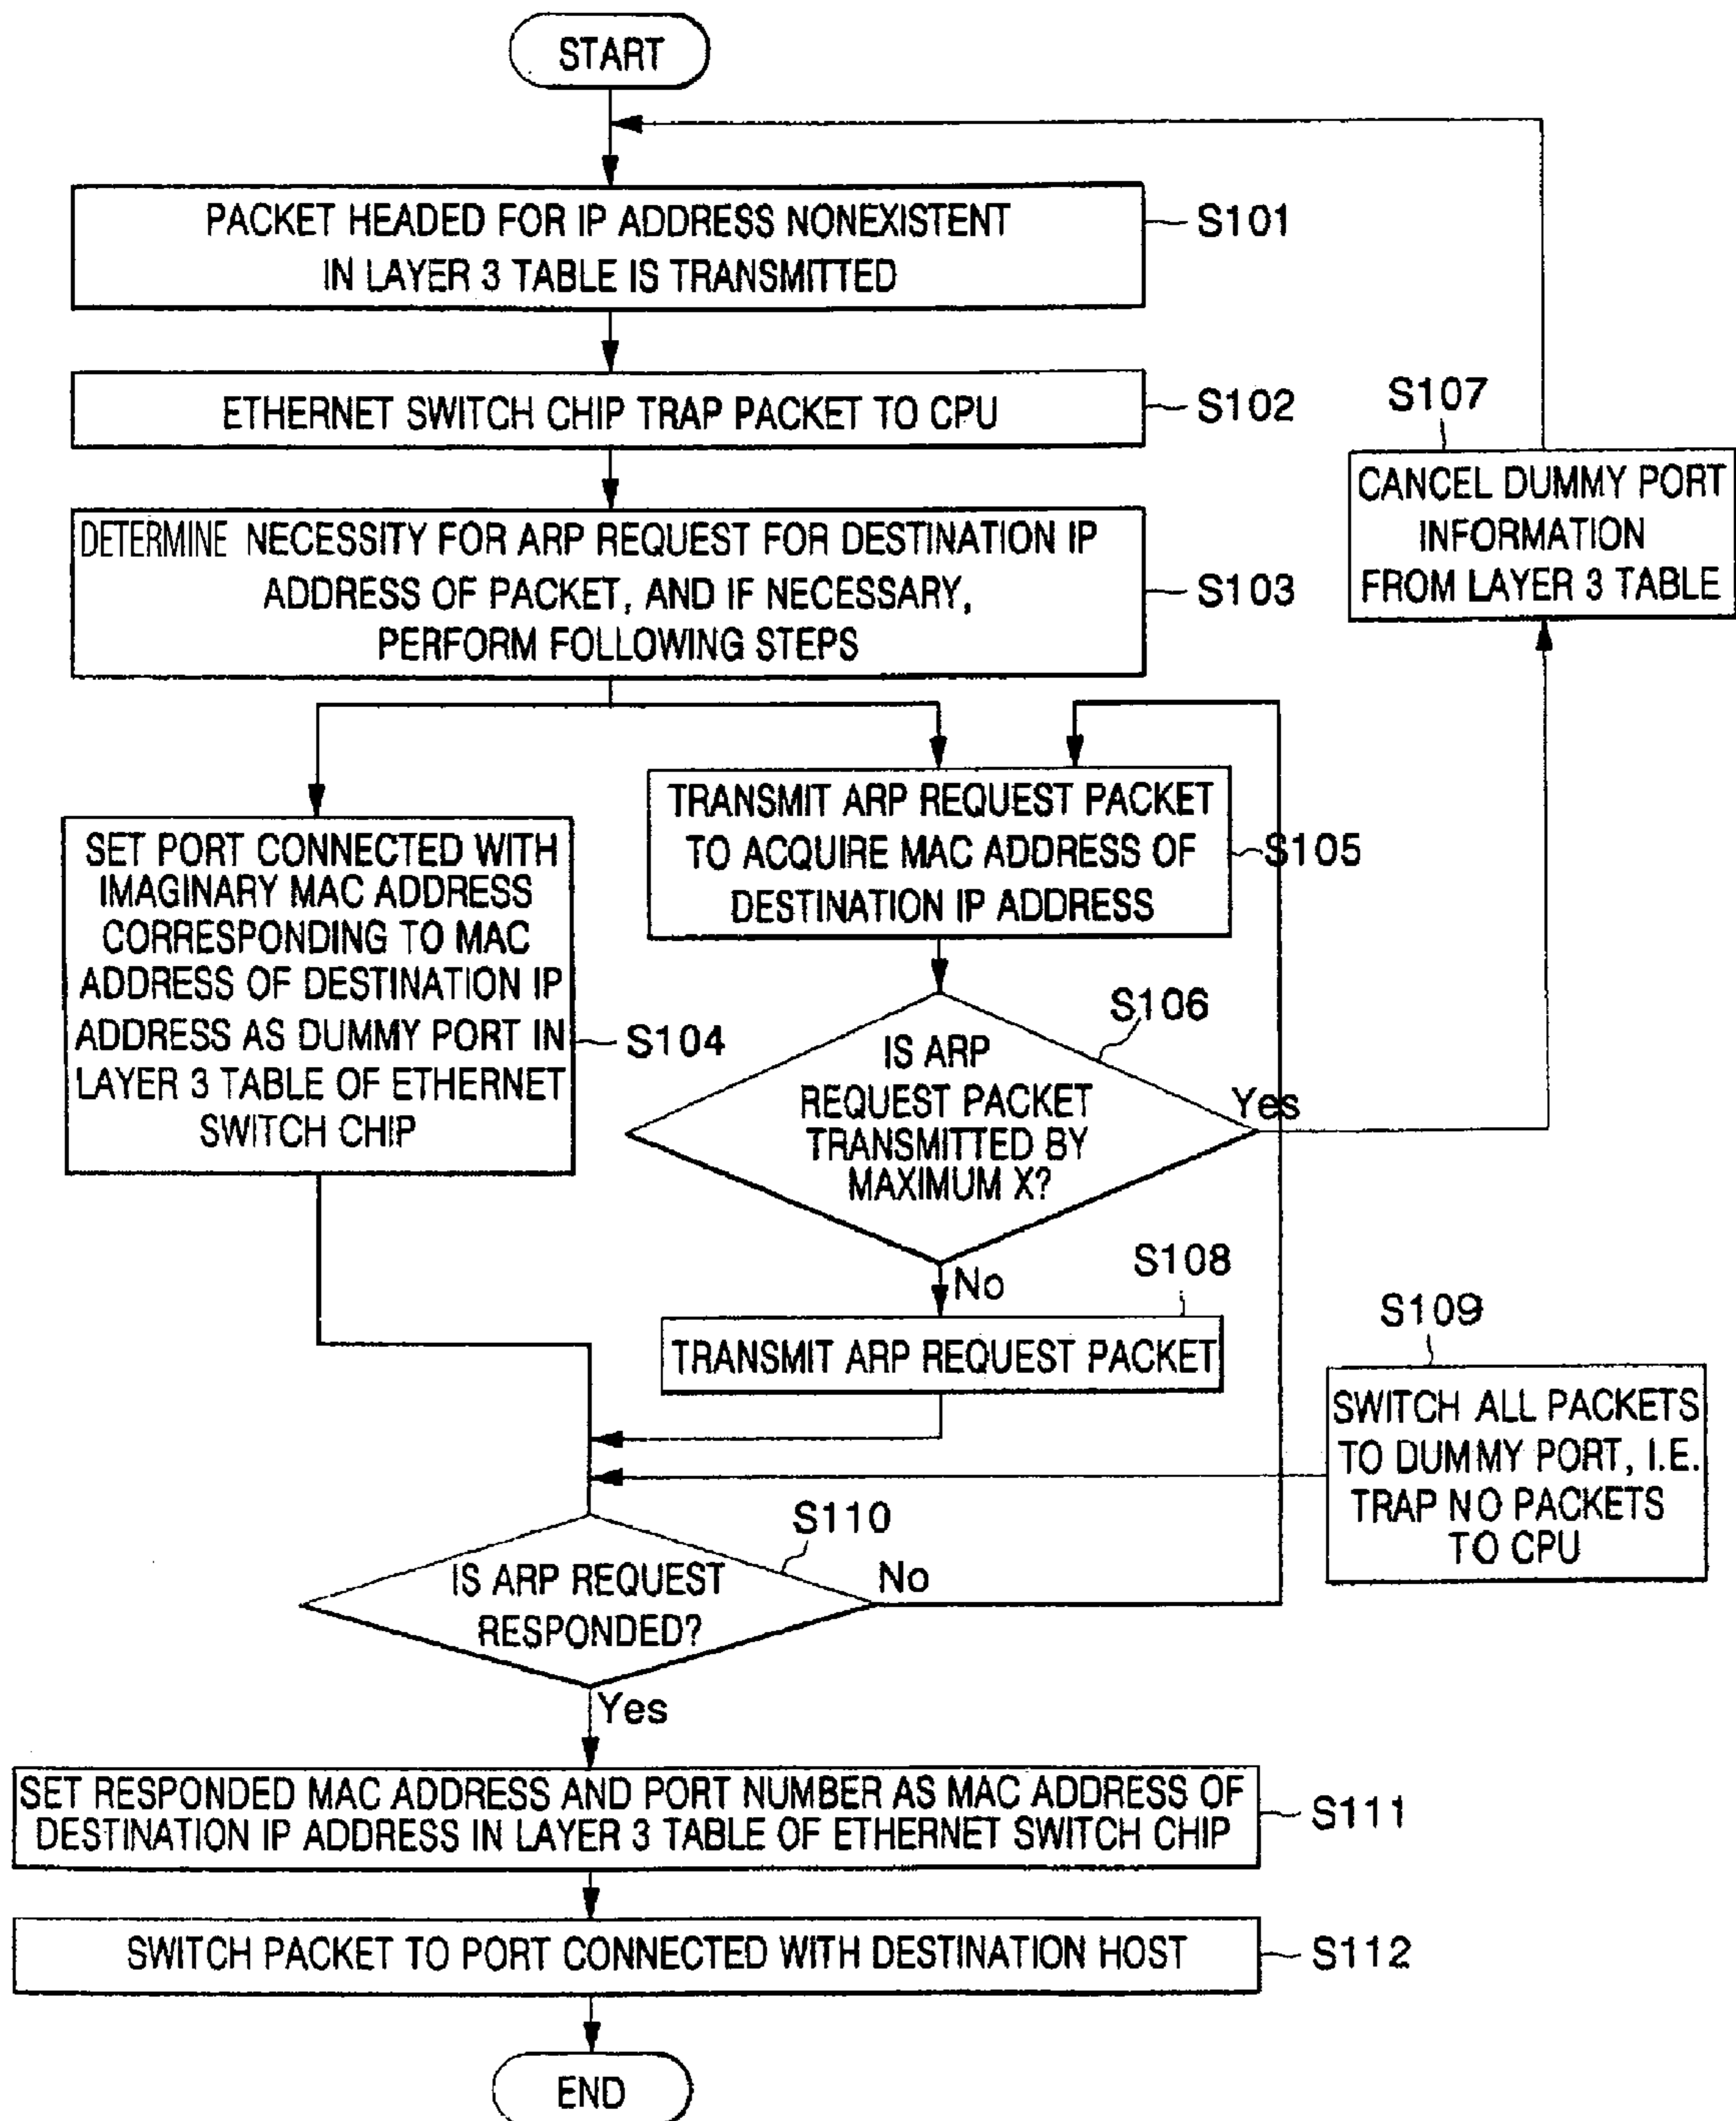 START
PACKET HEADED FOR IP ADDRESS NONEXISTENT
IN LAYER 3 TABLE IS TRANSMITTED
S101
ETHERNET SWITCH CHIP TRAP PACKET TO CPU
S102
DETERMINE NECESSITY FOR ARP REQUEST FOR DESTINATION IP
ADDRESS OF PACKET, AND IF NECESSARY,
PERFORM FOLLOWING STEPS
S103
S107
CANCEL DUMMY PORT
INFORMATION
FROM LAYER 3 TABLE
SET PORT CONNECTED WITH
IMAGINARY MAC ADDRESS
CORRESPONDING TO MAC
ADDRESS OF DESTINATION IP
ADDRESS AS DUMMY PORT IN
LAYER 3 TABLE OF ETHERNET
SWITCH CHIP
S104
TRANSMIT ARP REQUEST PACKET
TO ACQUIRE MAC ADDRESS OF
DESTINATION IP ADDRESS
S105
S106
IS ARP
REQUEST PACKET
TRANSMITTED BY
MAXIMUM X?
Yes
No
S108
TRANSMIT ARP REQUEST PACKET
S109
SWITCH ALL PACKETS
TO DUMMY PORT, I.E.
TRAP NO PACKETS
TO CPU
S110
IS ARP REQUEST
RESPONDED?
No
Yes
SET RESPONDED MAC ADDRESS AND PORT NUMBER AS MAC ADDRESS OF
DESTINATION IP ADDRESS IN LAYER 3 TABLE OF ETHERNET SWITCH CHIP
S111
SWITCH PACKET TO PORT CONNECTED WITH DESTINATION HOST
S112
END